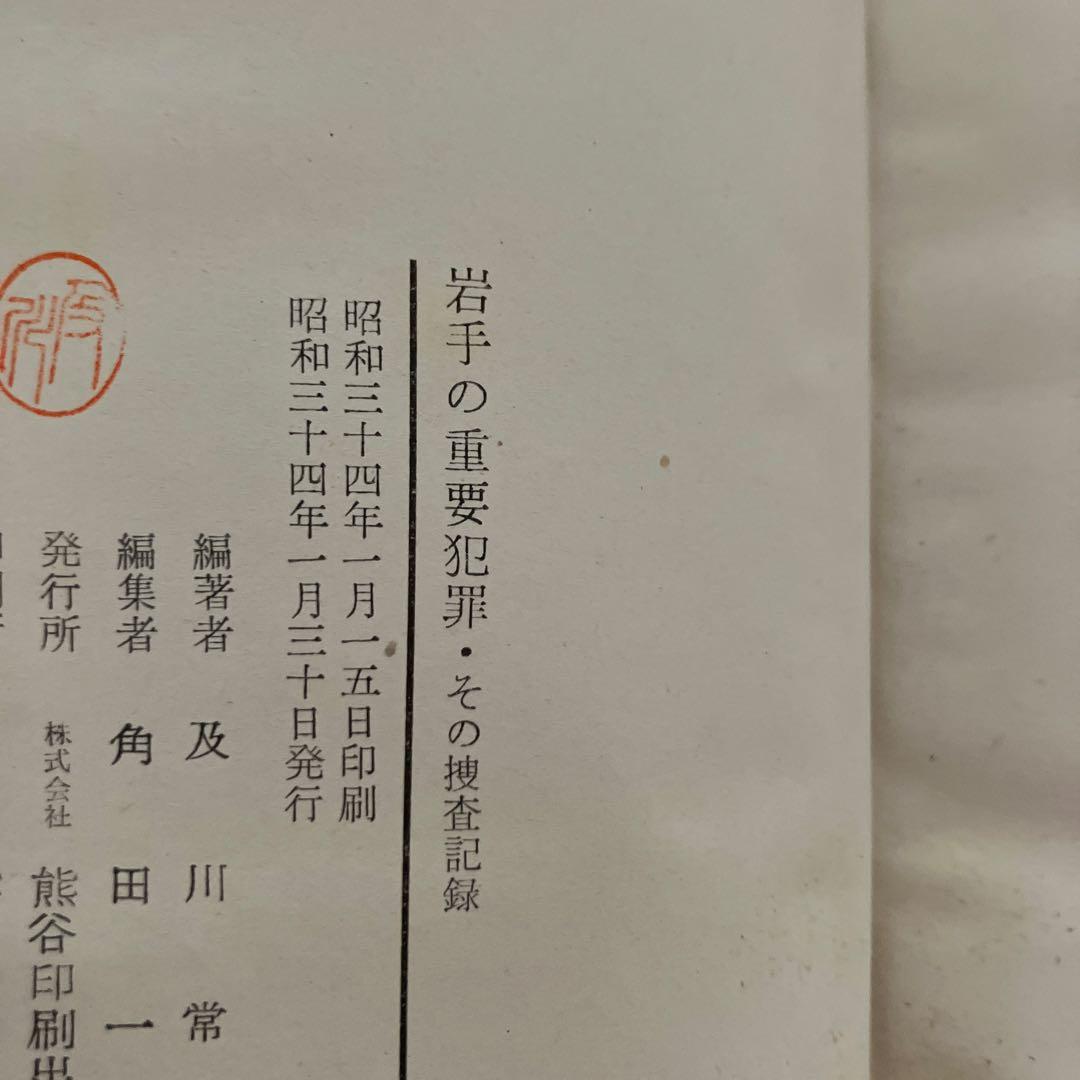 岩手の重要犯罪・その捜査記録
昭和三十四年一月一五日印刷
昭和三十四年一月三十日発行
編著者 及川常
編集者 角田一
発行所 株式会社 熊谷印刷出